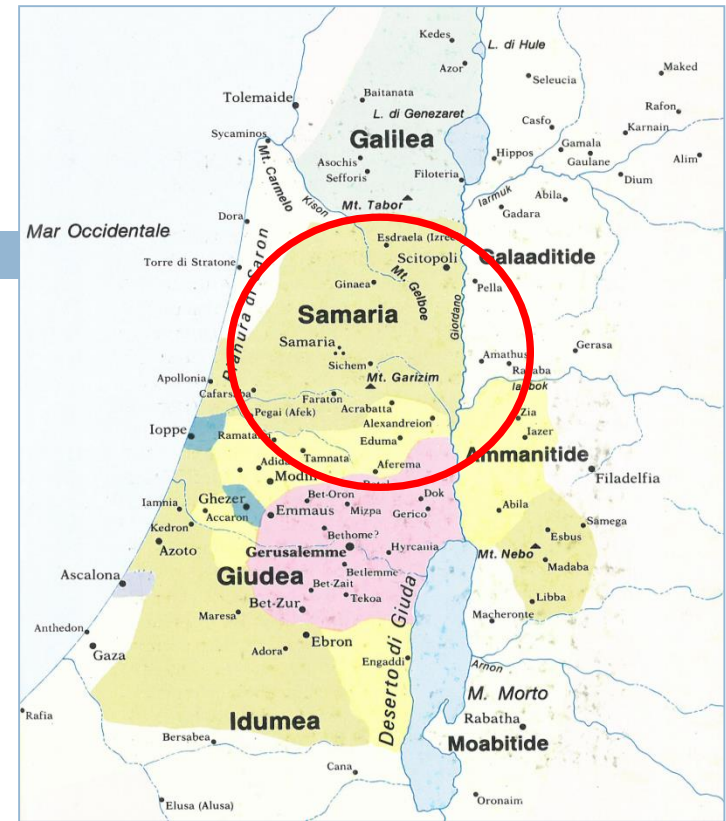 Kedes
L. di Hule
Azor
Seleucia
Maked
Baitanata
Tolemaide
L. di Genezaret
Rafon
Casfo
Karnain
Sycaminos
Galilea
Gamala
Hippos
Gaulane
Alim
Asochis
Sefforis
Filoteria
Dium
Mt. Carmelo
Kison
Mt. Tabor
Iarmuk
Abila
Gadara
Dora
Mar Occidentale
Esdraela (Izre
Scitopoli
Galaaditide
Torre di Stratone
Ginaea
Mt. Gelboe
Pella
Giordano
Samaria
Samaria
Sichem
Amathus
Gerasa
Ragaba
Mt. Garizim
Apollonia
Cafarsaba
Faraton
Acrabatta
Pegai (Afek)
Alexandreion
Zia
Ioppe
Ramataim
Eduma
Iazer
Adida
Tamnata
Aferema
Ammanitide
Modin
Filadelfia
Iamnia
Ghezer
Bet-Oron
Dok
Accaron
Emmaus
Mizpa
Gerico
Abila
Kedron
Bethome?
Samega
Azoto
Gerusalemme
Hyrcania
Esbus
Mt. Nebo
Ascalona
Giudea
Betlemme
Madaba
Bet-Zait
Bet-Zur
Tekoa
Libba
Maresa
Macheronte
Anthedon
Ebron
Gaza
Adora
Engaddi
Deserto di Giuda
Arnon
M. Morto
Rafia
Idumea
Rabatha
Bersabea
Moabitide
Cana
Elusa (Alusa)
Oronaim